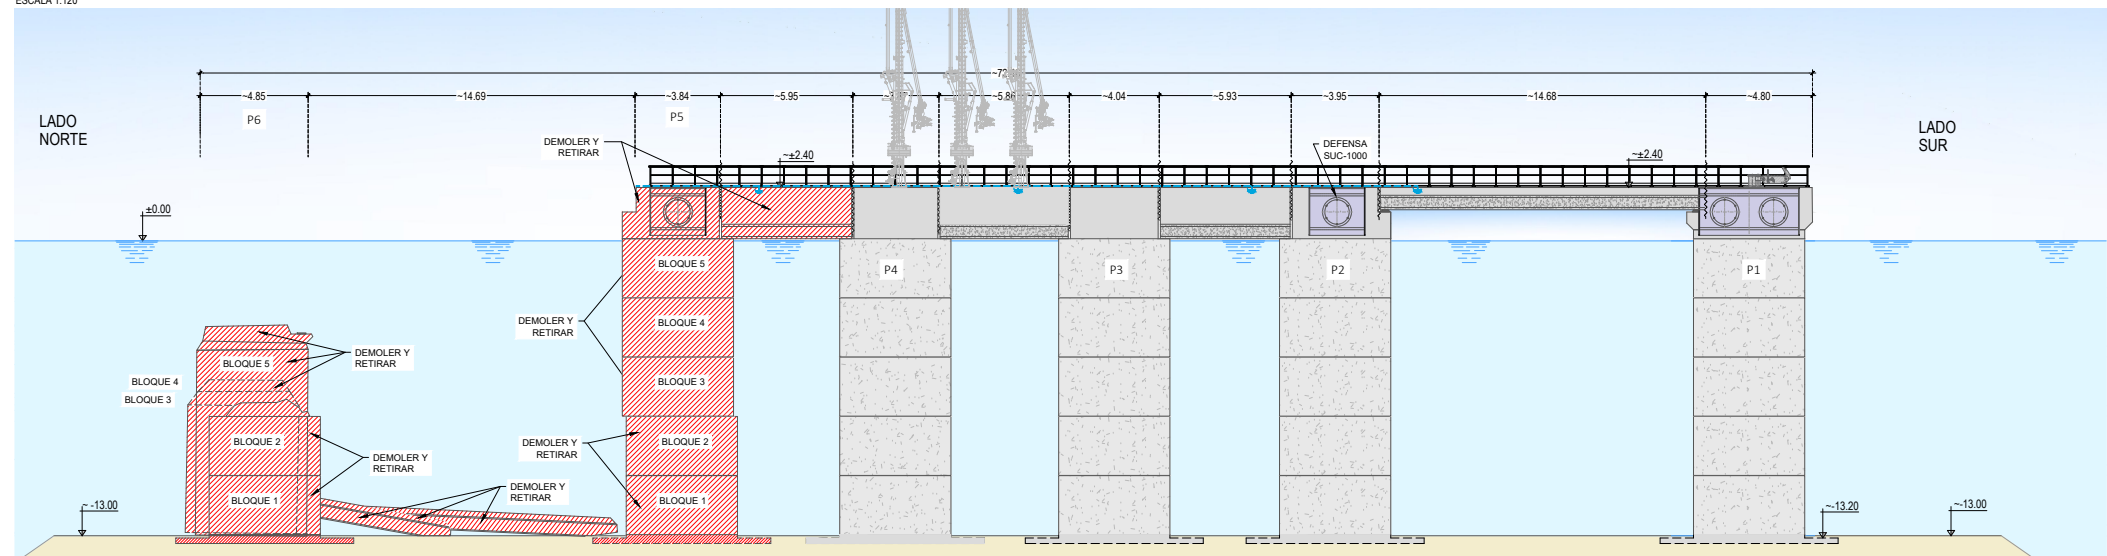 ESCALA 1:120
~4.85
~14.69
~3.84
~5.95
~5.86
~4.04
~5.93
~3.95
~14.68
~4.80
P6
P5
LADO
NORTE
LADO
SUR
DEMOLER Y
RETIRAR
~±2.40
DEFENSA
SUC-1000
~±2.40
±0.00
BLOQUE 5
P4
P3
P2
P1
DEMOLER Y
RETIRAR
BLOQUE 4
DEMOLER Y
RETIRAR
BLOQUE 5
BLOQUE 4
BLOQUE 3
BLOQUE 3
BLOQUE 2
DEMOLER Y
RETIRAR
DEMOLER Y
RETIRAR
BLOQUE 2
DEMOLER Y
RETIRAR
BLOQUE 1
BLOQUE 1
~ -13.00
~-13.20
~ -13.00